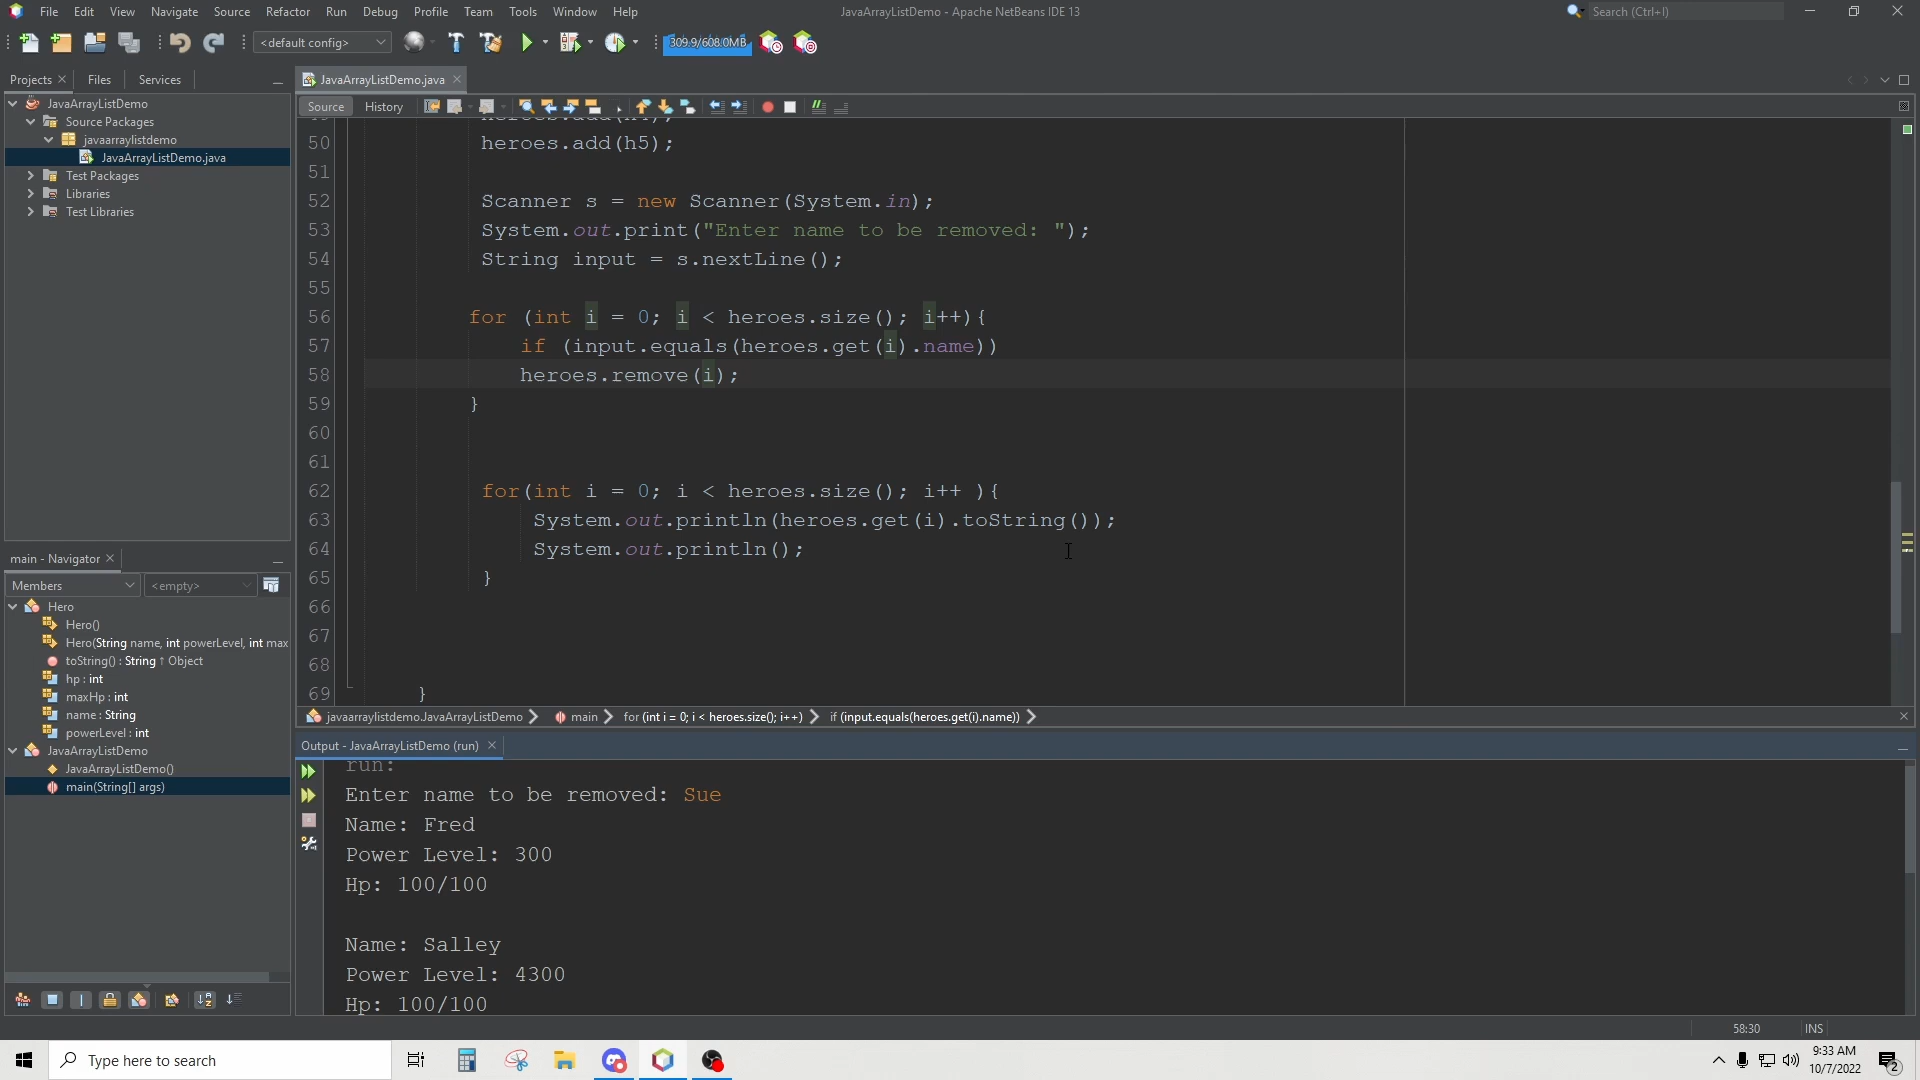 File Edit View Navigate Source Refactor Run Debug Profile Team Tools Window Help
JavaArrayListDemo - Apache NetBeans IDE 13
Search (Ctrl+I)
<default config>
309.9/608.0MB
Projects Files Services
JavaArrayListDemo
Source Packages
javaarraylistdemo
JavaArrayListDemo.java
Test Packages
Libraries
Test Libraries
JavaArrayListDemo.java
Source History
50 heroes.add(h5);
51
52 Scanner s = new Scanner(System.in);
53 System.out.print("Enter name to be removed: ");
54 String input = s.nextLine();
55
56 for (int i = 0; i < heroes.size(); i++){
57 if (input.equals(heroes.get(i).name))
58 heroes.remove(i);
59 }
60
61
62 for(int i = 0; i < heroes.size(); i++ ){
63 System.out.println(heroes.get(i).toString());
64 System.out.println();
65 }
66
67
68
69 }
javaarraylistdemo.JavaArrayListDemo main for (int i = 0; i < heroes.size(); i++) if (input.equals(heroes.get(i).name))
main - Navigator
Members <empty>
Hero
Hero()
Hero(String name, int powerLevel, int max
toString() : String ↑ Object
hp : int
maxHp : int
name : String
powerLevel : int
JavaArrayListDemo
JavaArrayListDemo()
main(String[] args)
Output - JavaArrayListDemo (run)
run:
Enter name to be removed: Sue
Name: Fred
Power Level: 300
Hp: 100/100
Name: Salley
Power Level: 4300
Hp: 100/100
58:30 INS
Type here to search
9:33 AM
10/7/2022
2